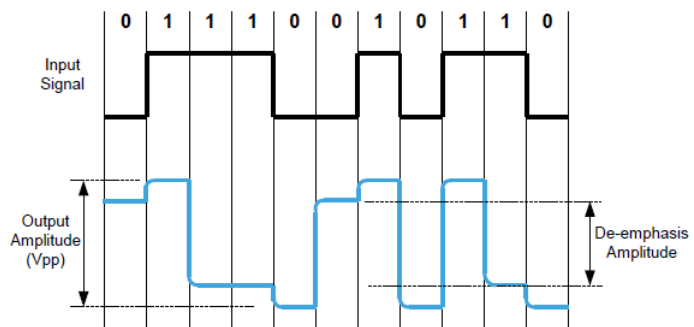 0 1 1 1 0 0 1 0 1 1 0
Input
Signal
Output
Amplitude
(Vpp)
De-emphasis
Amplitude